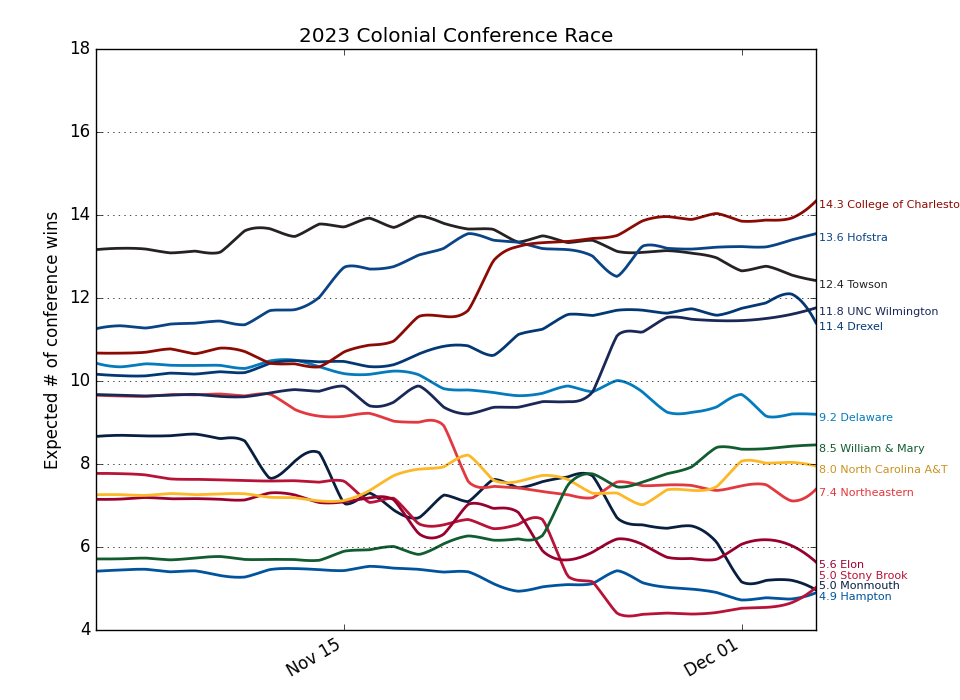 2023 Colonial Conference Race
Expected # of conference wins
18
16
14
12
10
8
6
4
Nov 15
Dec 01
14.3 College of Charlesto
13.6 Hofstra
12.4 Towson
11.8 UNC Wilmington
11.4 Drexel
9.2 Delaware
8.5 William & Mary
8.0 North Carolina A&T
7.4 Northeastern
5.6 Elon
5.0 Stony Brook
5.0 Monmouth
4.9 Hampton